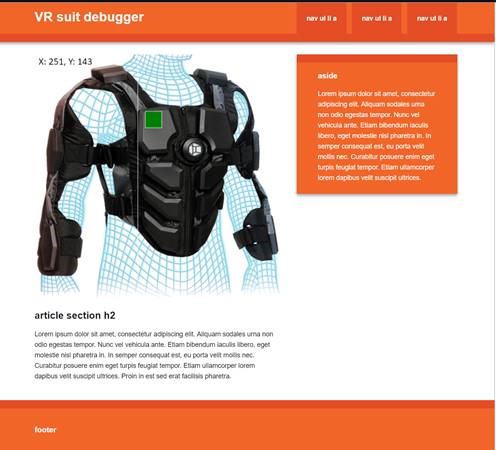 VR suit debugger
nav ul li a
nav ul li a
nav ul li a
X: 251, Y: 143
aside
Lorem ipsum dolor sit amet, consectetur
adipiscing elit. Aliquam sodales urna
non odio egestas tempor. Nunc vel
vehicula ante. Etiam bibendum iaculis
libero, eget molestie nisl pharetra in. In
semper consequat est, eu porta velit
mollis nec. Curabitur posuere enim eget
turpis feugiat tempor. Etiam ullamcorper
lorem dapibus velit suscipit ultrices.
article section h2
Lorem ipsum dolor sit amet, consectetur adipiscing elit. Aliquam sodales urna non
odio egestas tempor. Nunc vel vehicula ante. Etiam bibendum iaculis libero, eget
molestie nisl pharetra in. In semper consequat est, eu porta velit mollis nec.
Curabitur posuere enim eget turpis feugiat tempor. Etiam ullamcorper lorem
dapibus velit suscipit ultrices. Proin in est sed erat facilisis pharetra.
footer